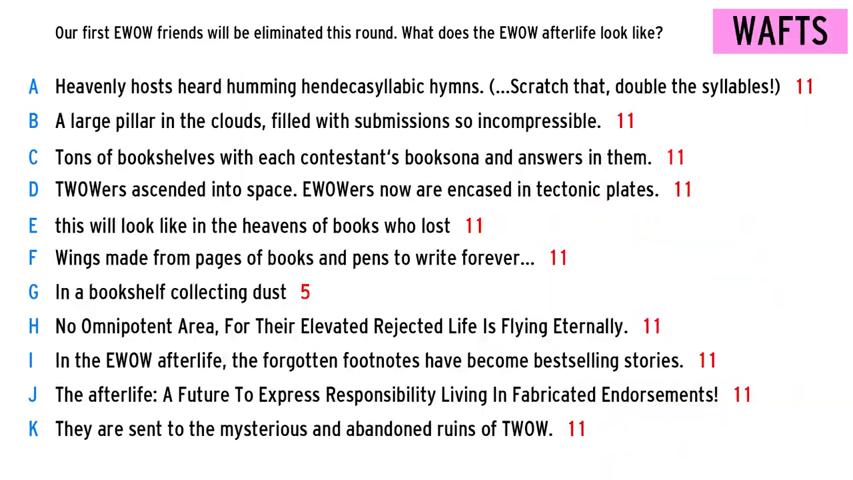 Our first EWOW friends will be eliminated this round. What does the EWOW afterlife look like?
WAFTS
A Heavenly hosts heard humming hendecasyllabic hymns. (...Scratch that, double the syllables!) 11
B A large pillar in the clouds, filled with submissions so incompressible. 11
C Tons of bookshelves with each contestant's booksona and answers in them. 11
D TWOWers ascended into space. EWOWers now are encased in tectonic plates. 11
E this will look like in the heavens of books who lost 11
F Wings made from pages of books and pens to write forever... 11
G In a bookshelf collecting dust 5
H No Omnipotent Area, For Their Elevated Rejected Life Is Flying Eternally. 11
I In the EWOW afterlife, the forgotten footnotes have become bestselling stories. 11
J The afterlife: A Future To Express Responsibility Living In Fabricated Endorsements! 11
K They are sent to the mysterious and abandoned ruins of TWOW. 11